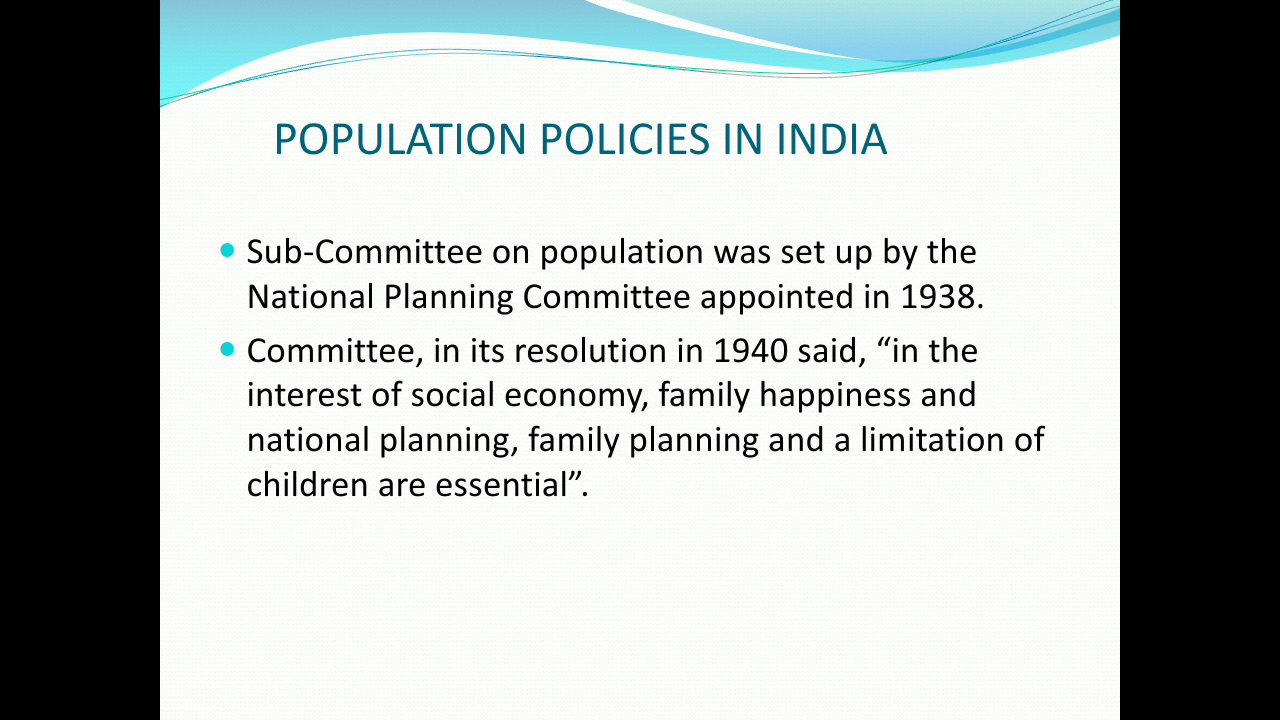 POPULATION POLICIES IN INDIA
• Sub-Committee on population was set up by the
National Planning Committee appointed in 1938.
• Committee, in its resolution in 1940 said, “in the
interest of social economy, family happiness and
national planning, family planning and a limitation of
children are essential”.